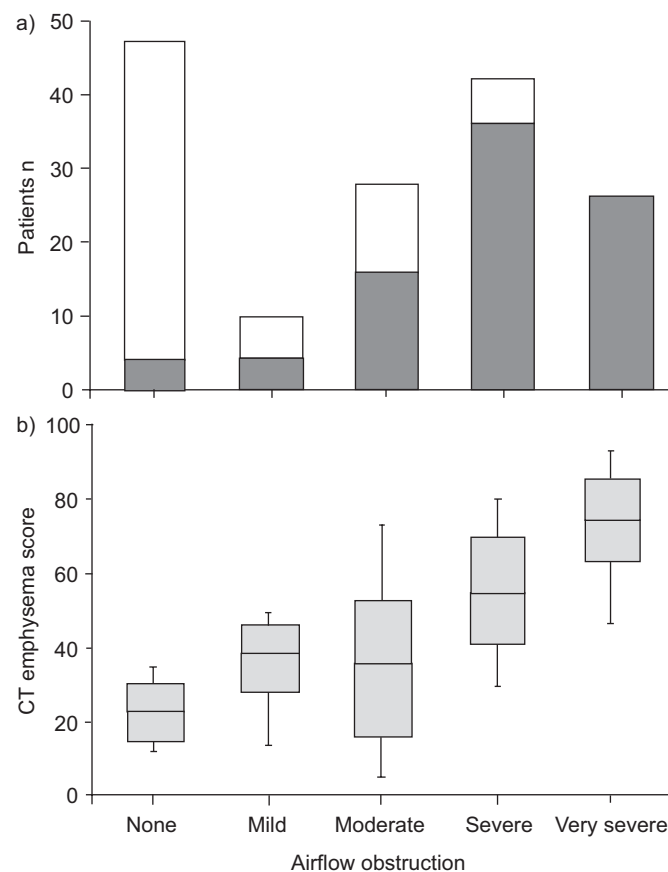 a)
50
40
30
20
10
0
Patients n
b)
100
80
60
40
20
0
CT emphysema score
None Mild Moderate Severe Very severe
Airflow obstruction